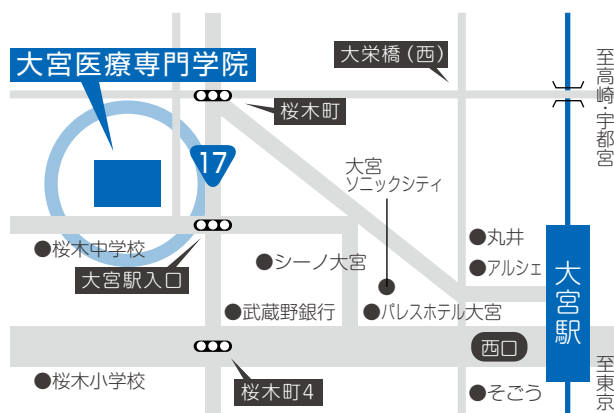 大宮医療専門学院
大栄橋(西)
至高崎・宇都宮
桜木町
17
大宮
ソニックシティ
●桜木中学校
大宮駅入口
●シーノ大宮
●丸井
●アルシェ
●武蔵野銀行
●パレスホテル大宮
大宮駅
西口
至東京
●桜木小学校
桜木町4
●そごう